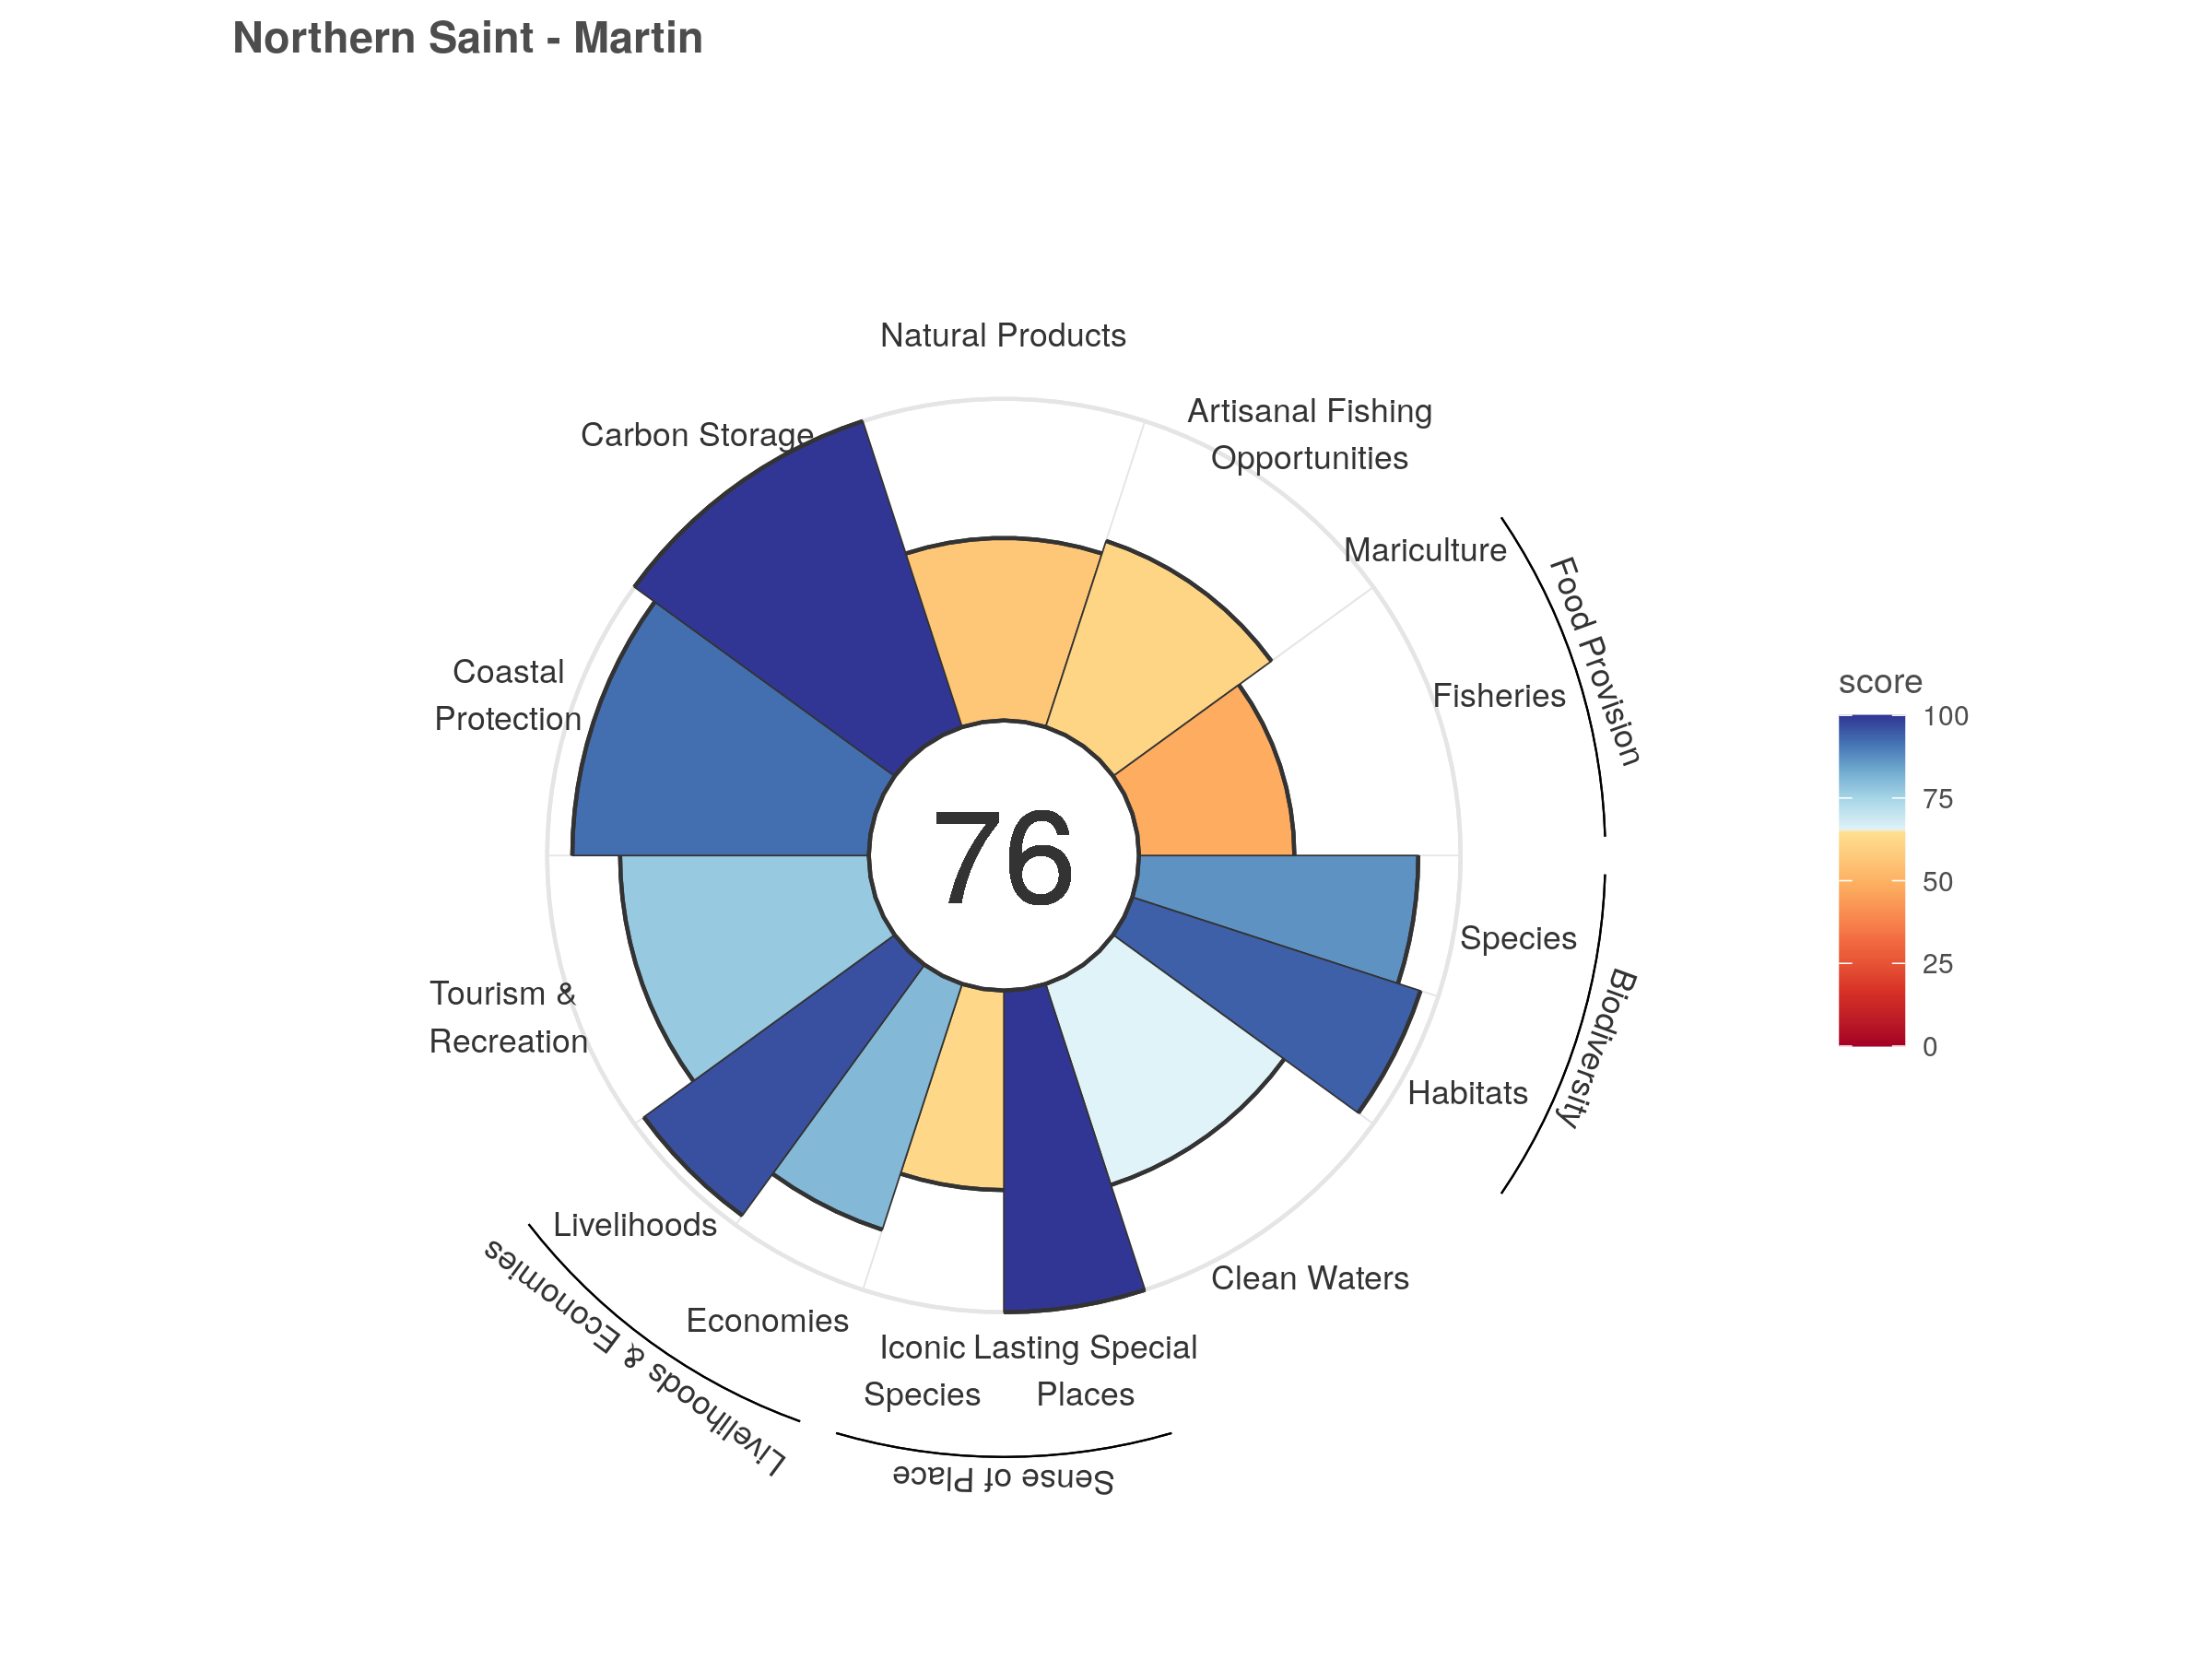 Northern Saint - Martin
Natural Products
Artisanal Fishing
Opportunities
Carbon Storage
Mariculture
Food Provision
Fisheries
Coastal
Protection
76
score
100
75
50
25
0
Species
Biodiversity
Tourism &
Recreation
Habitats
Livelihoods
Clean Waters
Economies
Livelihoods & Economies
Iconic
Species
Lasting Special
Places
Sense of Place